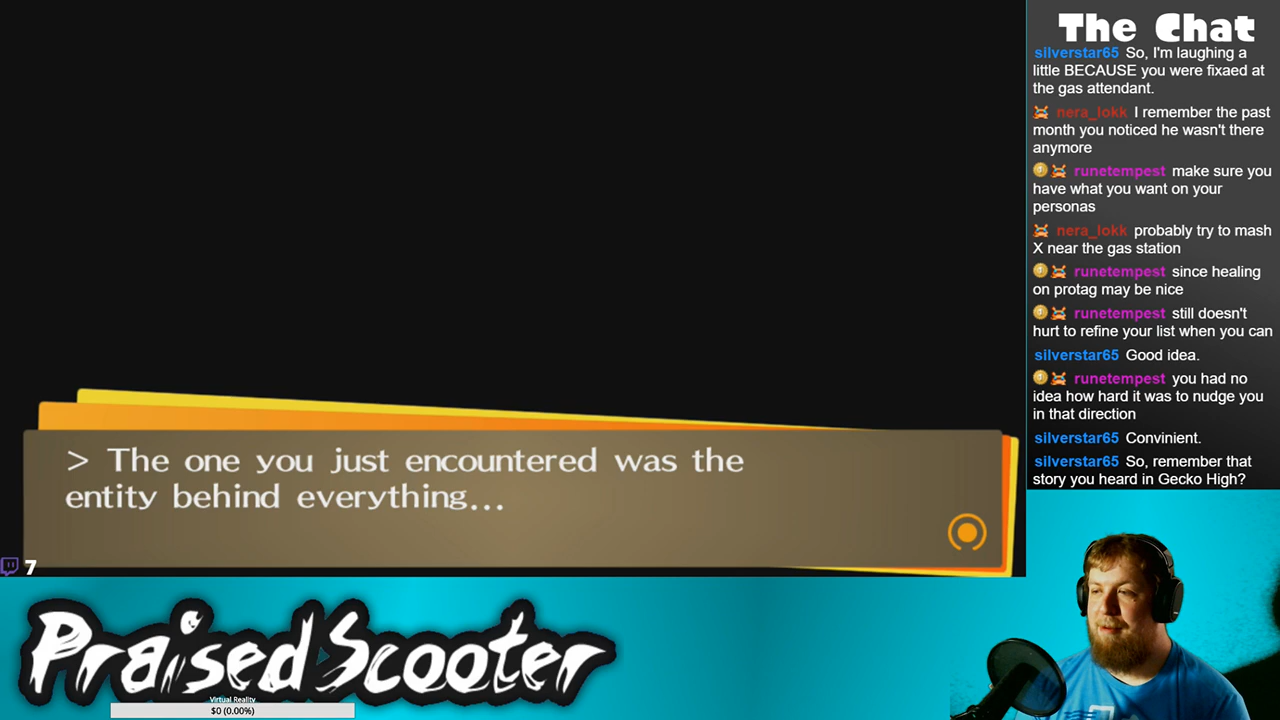 The Chat
silverstar65 So, I'm laughing a
little BECAUSE you were fixaed at
the gas attendant.
nera_lokk I remember the past
month you noticed he wasn't there
anymore
runetempest make sure you
have what you want on your
personas
nera_lokk probably try to mash
X near the gas station
runetempest since healing
on protag may be nice
runetempest still doesn't
hurt to refine your list when you can
silverstar65 Good idea.
runetempest you had no
idea how hard it was to nudge you
in that direction
silverstar65 Convinient.
silverstar65 So, remember that
story you heard in Gecko High?
> The one you just encountered was the
entity behind everything...
7
PraisedScooter
Virtual Reality
$0 (0.00%)